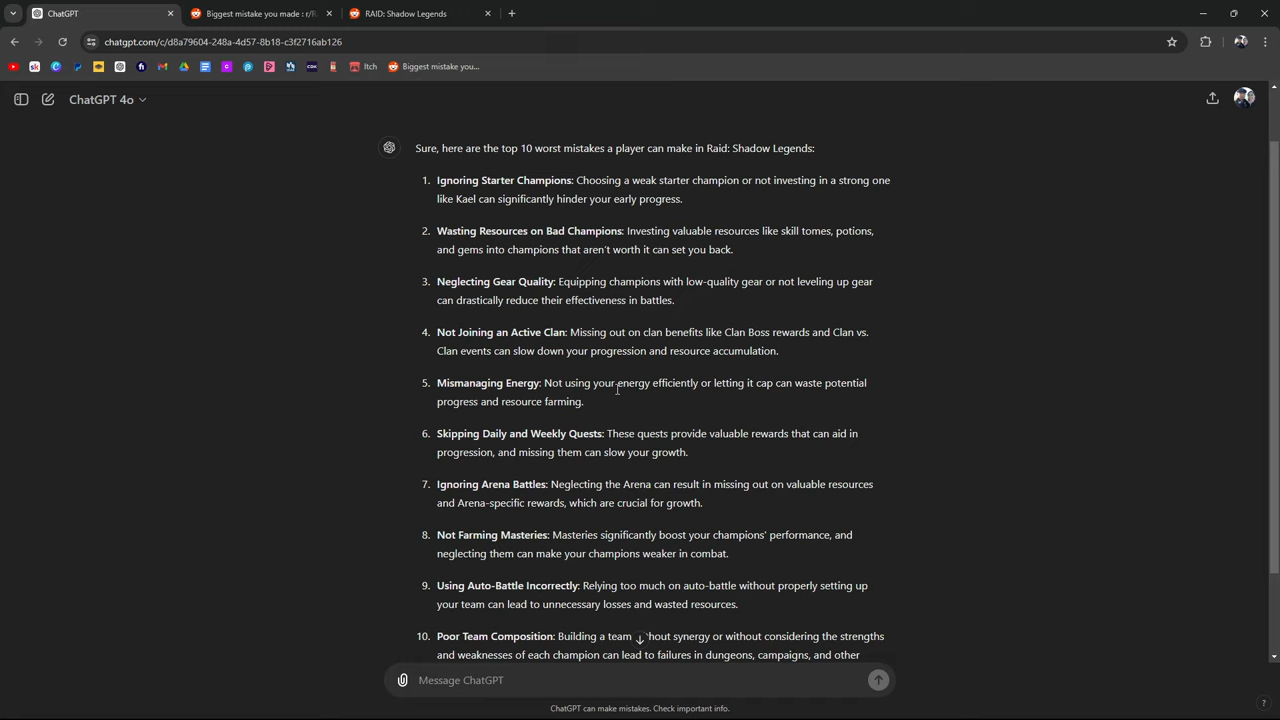 ChatGPT
Biggest mistake you made : r/R
RAID: Shadow Legends
chatgpt.com/c/d8a79604-248a-4d57-8b18-c3f2716ab126
Itch
Biggest mistake you...
ChatGPT 4o
Sure, here are the top 10 worst mistakes a player can make in Raid: Shadow Legends:
1. Ignoring Starter Champions: Choosing a weak starter champion or not investing in a strong one
like Kael can significantly hinder your early progress.
2. Wasting Resources on Bad Champions: Investing valuable resources like skill tomes, potions,
and gems into champions that aren't worth it can set you back.
3. Neglecting Gear Quality: Equipping champions with low-quality gear or not leveling up gear
can drastically reduce their effectiveness in battles.
4. Not Joining an Active Clan: Missing out on clan benefits like Clan Boss rewards and Clan vs.
Clan events can slow down your progression and resource accumulation.
5. Mismanaging Energy: Not using your energy efficiently or letting it cap can waste potential
progress and resource farming.
6. Skipping Daily and Weekly Quests: These quests provide valuable rewards that can aid in
progression, and missing them can slow your growth.
7. Ignoring Arena Battles: Neglecting the Arena can result in missing out on valuable resources
and Arena-specific rewards, which are crucial for growth.
8. Not Farming Masteries: Masteries significantly boost your champions' performance, and
neglecting them can make your champions weaker in combat.
9. Using Auto-Battle Incorrectly: Relying too much on auto-battle without properly setting up
your team can lead to unnecessary losses and wasted resources.
10. Poor Team Composition: Building a team without synergy or without considering the strengths
and weaknesses of each champion can lead to failures in dungeons, campaigns, and other
Message ChatGPT
ChatGPT can make mistakes. Check important info.
?